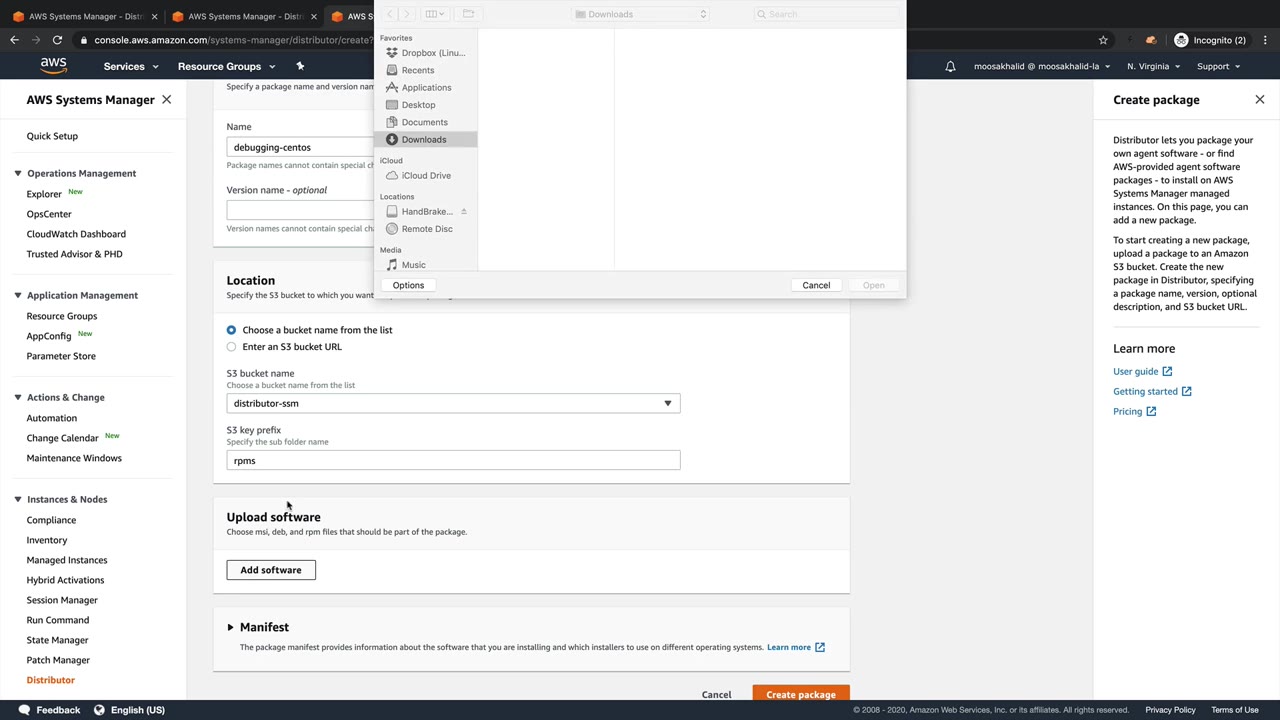 AWS Systems Manager - Distribu
AWS Systems Manager - Distribu
AWS S
Downloads
Search
console.aws.amazon.com/systems-manager/distributor/create?
Incognito (2)
aws
Services
Resource Groups
moosakhalid @ moosakhalid-la
N. Virginia
Support
AWS Systems Manager
Quick Setup
Operations Management
Explorer New
OpsCenter
CloudWatch Dashboard
Trusted Advisor & PHD
Application Management
Resource Groups
AppConfig New
Parameter Store
Actions & Change
Automation
Change Calendar New
Maintenance Windows
Instances & Nodes
Compliance
Inventory
Managed Instances
Hybrid Activations
Session Manager
Run Command
State Manager
Patch Manager
Distributor
Specify a package name and version nam
Name
debugging-centos
Package names cannot contain special ch
Version name - optional
Version names cannot contain special cha
Favorites
Dropbox (Linu...
Recents
Applications
Desktop
Documents
Downloads
iCloud
iCloud Drive
Locations
HandBrake...
Remote Disc
Media
Music
Options
Cancel
Open
Location
Specify the S3 bucket to which you want
Choose a bucket name from the list
Enter an S3 bucket URL
S3 bucket name
Choose a bucket name from the list
distributor-ssm
S3 key prefix
Specify the sub folder name
rpms
Upload software
Choose msi, deb, and rpm files that should be part of the package.
Add software
Manifest
The package manifest provides information about the software that you are installing and which installers to use on different operating systems. Learn more
Cancel
Create package
Create package
Distributor lets you package your
own agent software - or find
AWS-provided agent software
packages - to install on AWS
Systems Manager managed
instances. On this page, you can
add a new package.
To start creating a new package,
upload a package to an Amazon
S3 bucket. Create the new
package in Distributor, specifying
a package name, version, optional
description, and S3 bucket URL.
Learn more
User guide
Getting started
Pricing
Feedback
English (US)
© 2008 - 2020, Amazon Web Services, Inc. or its affiliates. All rights reserved.
Privacy Policy
Terms of Use